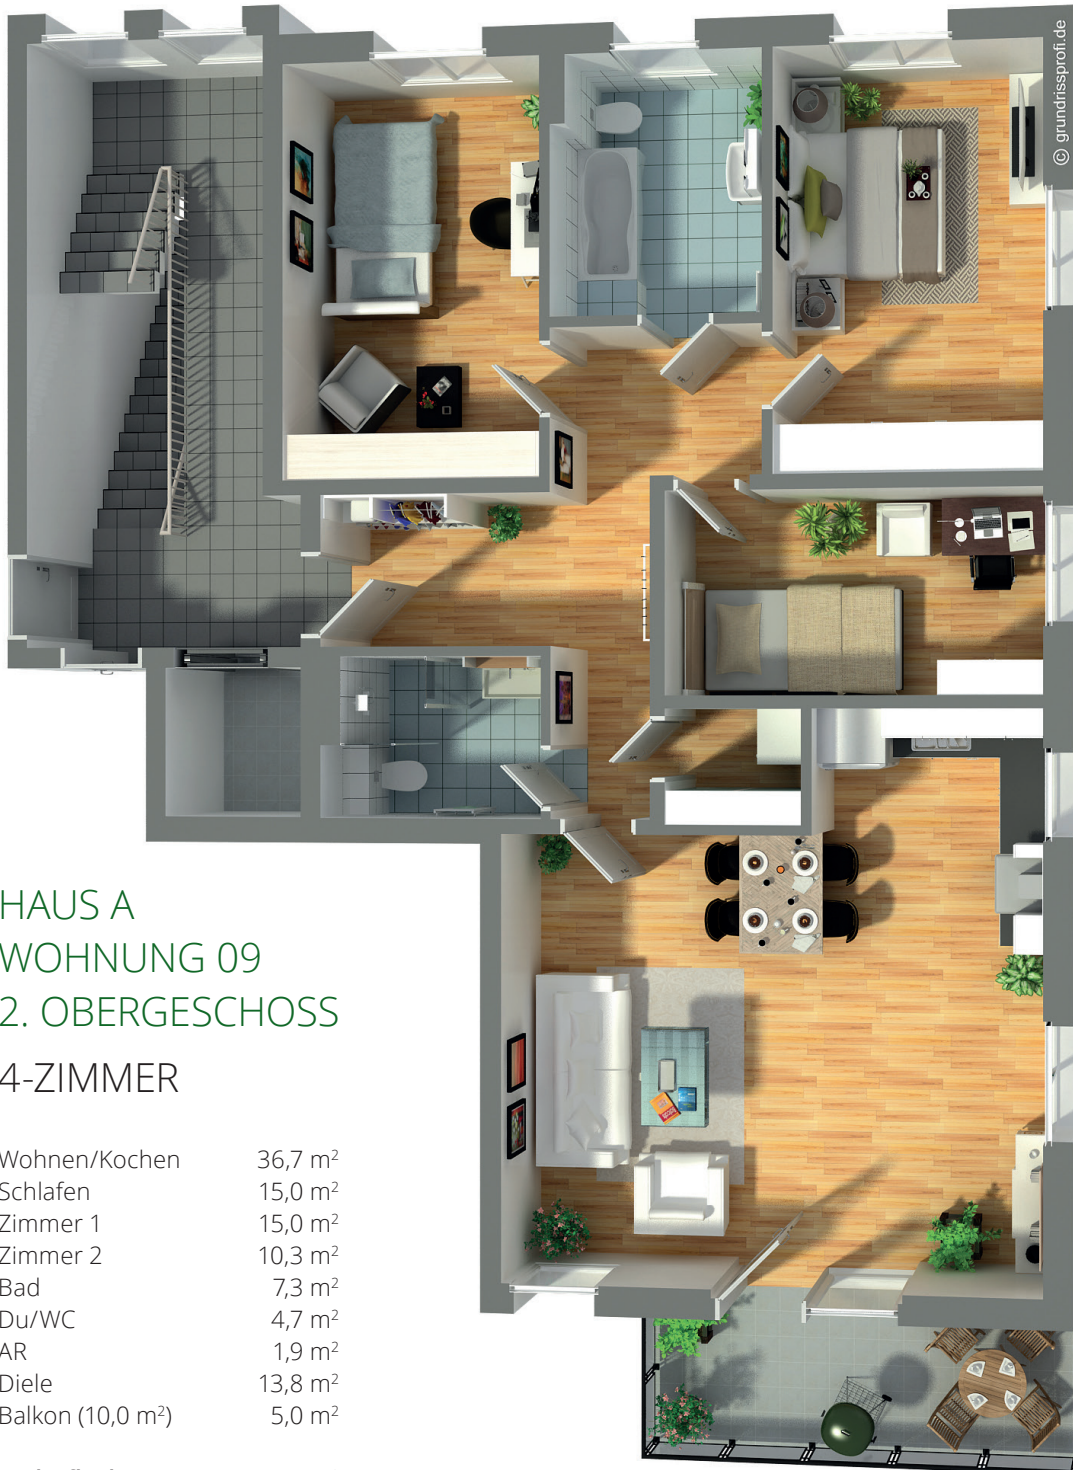 © grundrissprofi.de
HAUS A
WOHNUNG 09
2. OBERGESCHOSS
4-ZIMMER
Wohnen/Kochen 36,7 m²
Schlafen 15,0 m²
Zimmer 1 15,0 m²
Zimmer 2 10,3 m²
Bad 7,3 m²
Du/WC 4,7 m²
AR 1,9 m²
Diele 13,8 m²
Balkon (10,0 m²) 5,0 m²